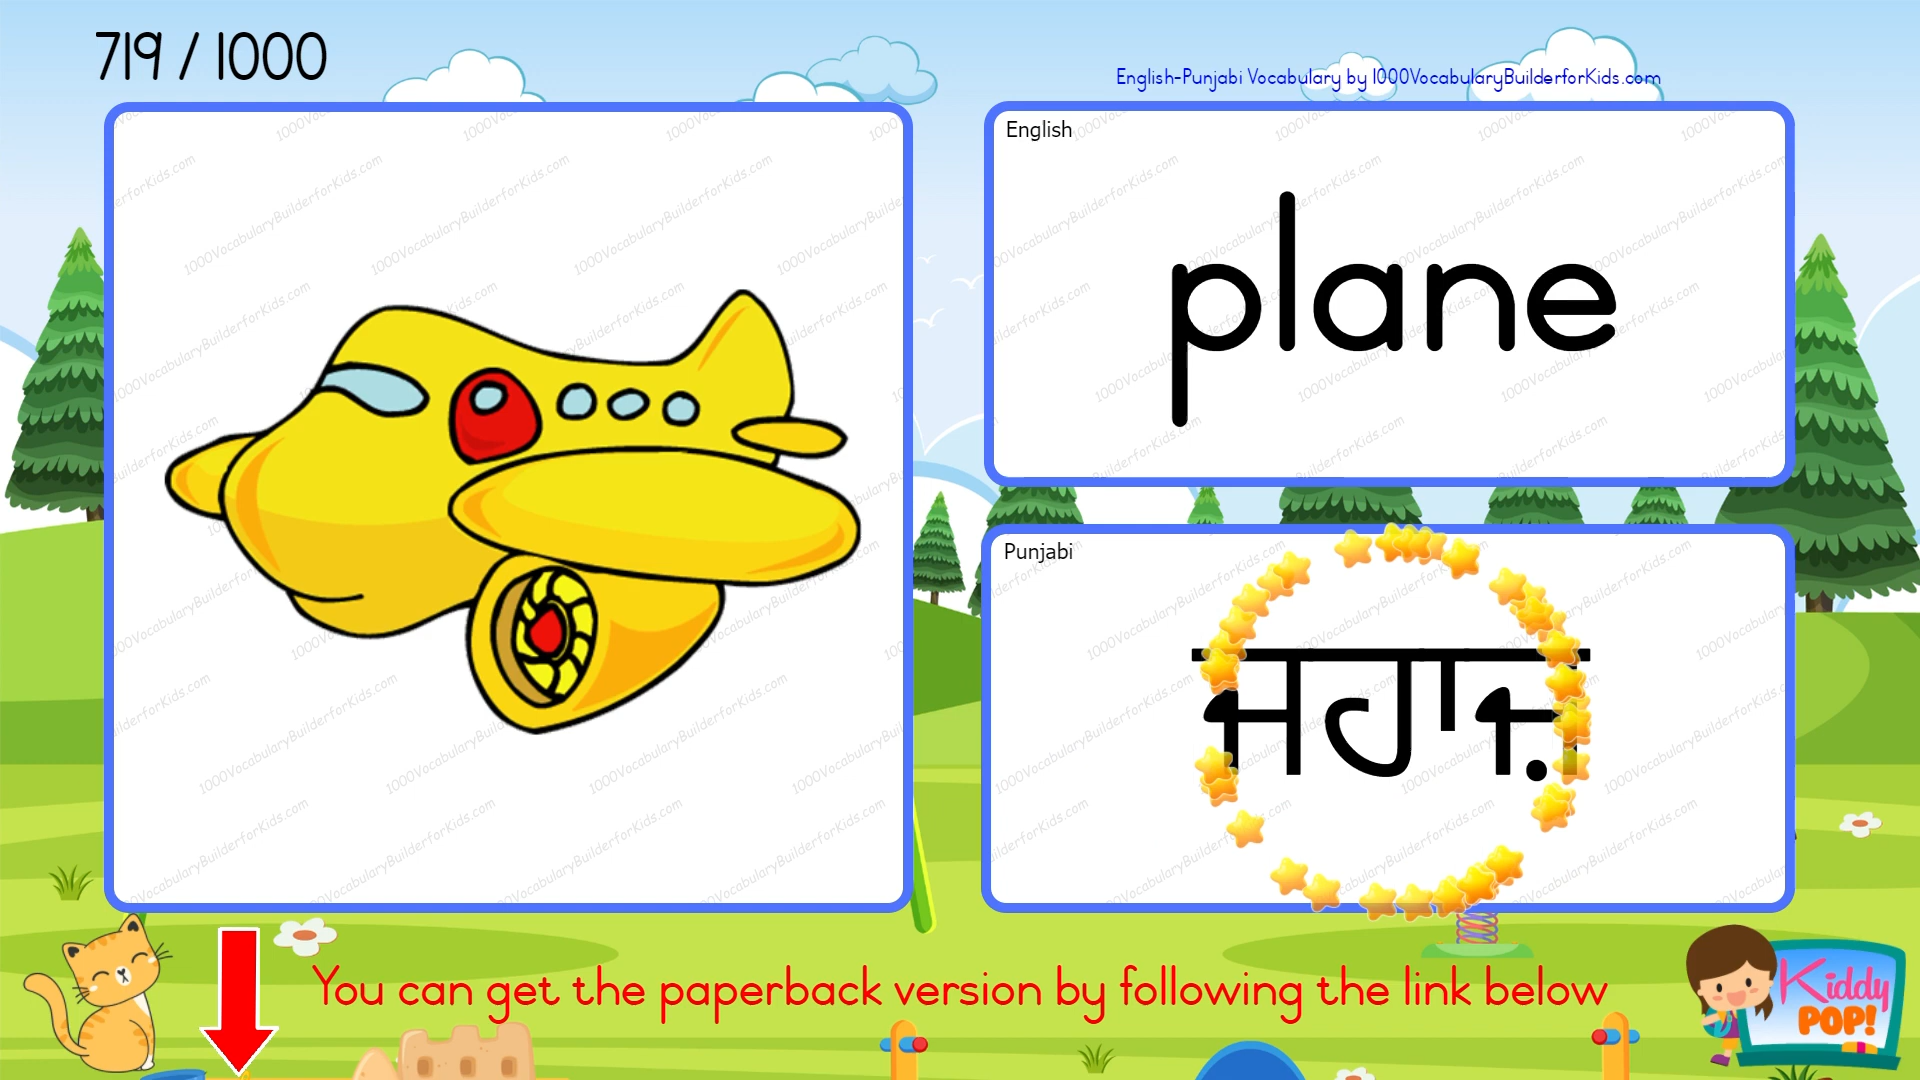 719 / 1000
English-Punjabi Vocabulary by 1000VocabularyBuilderforKids.com
English
plane
Punjabi
ਜਹਾਜ਼
You can get the paperback version by following the link below
Kiddy
POP!